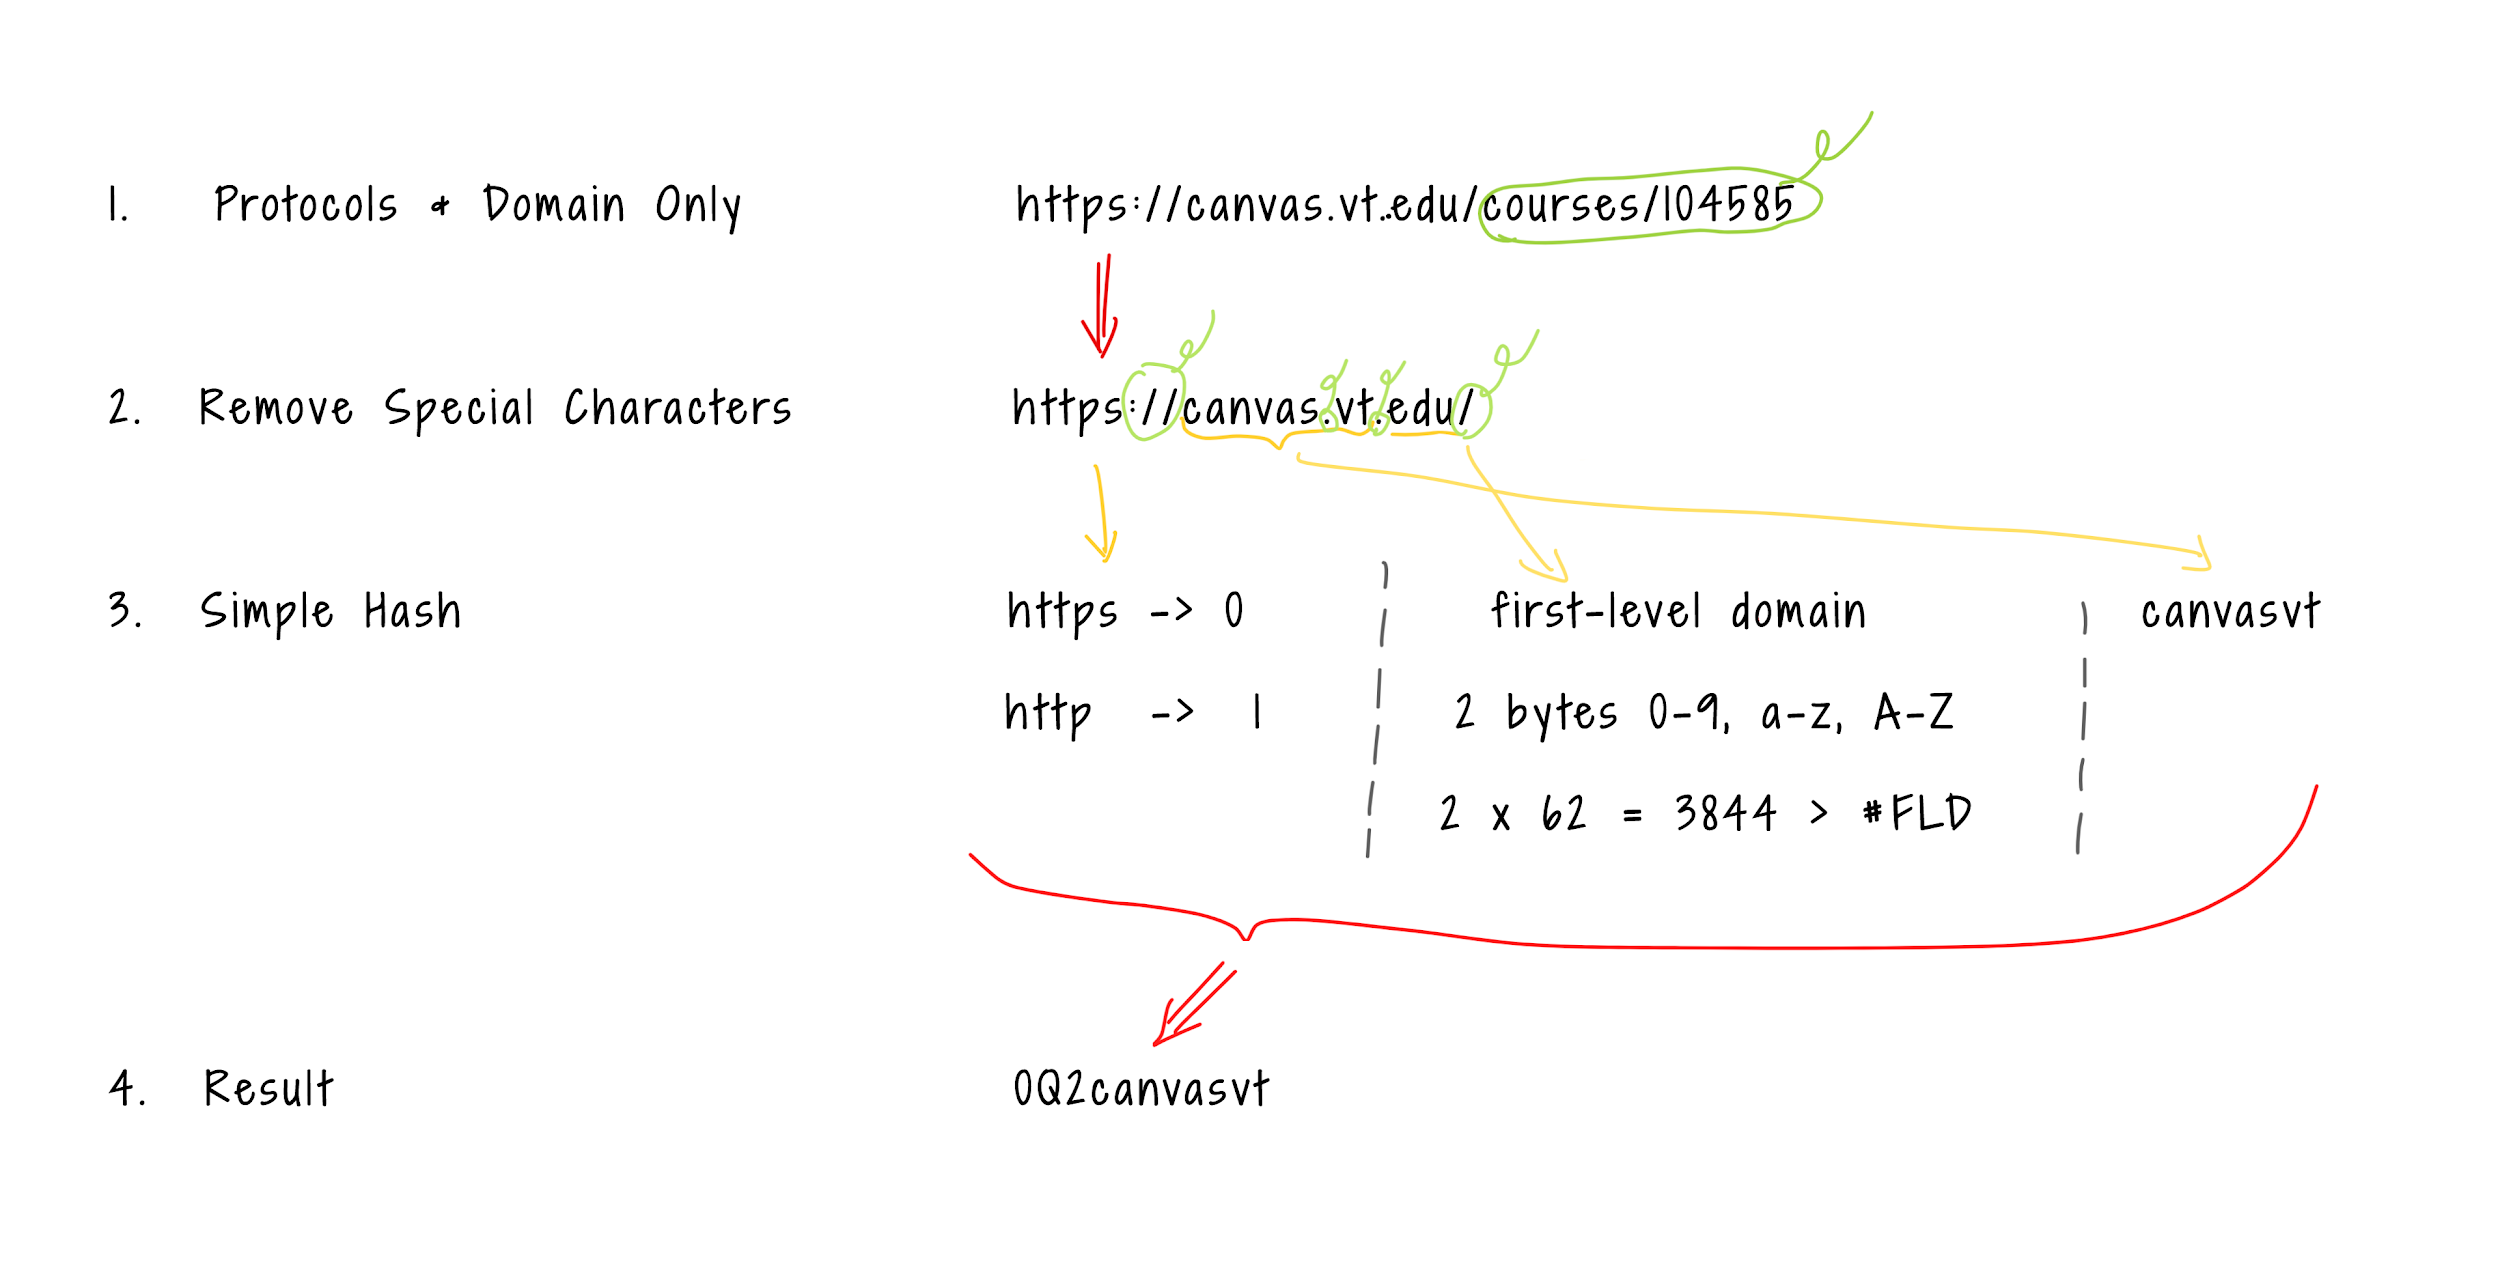 1. Protocols & Domain Only https://canvas.vt..edu/courses/104585
2. Remove Special Characters https://canvas.vt.edu/
3. Simple Hash https -> 0 first-level domain canvasvt
http -> 1 2 bytes 0-9, a-z, A-Z
2 x 62 = 3844 > #FLD
4. Result 0Q2canvasvt